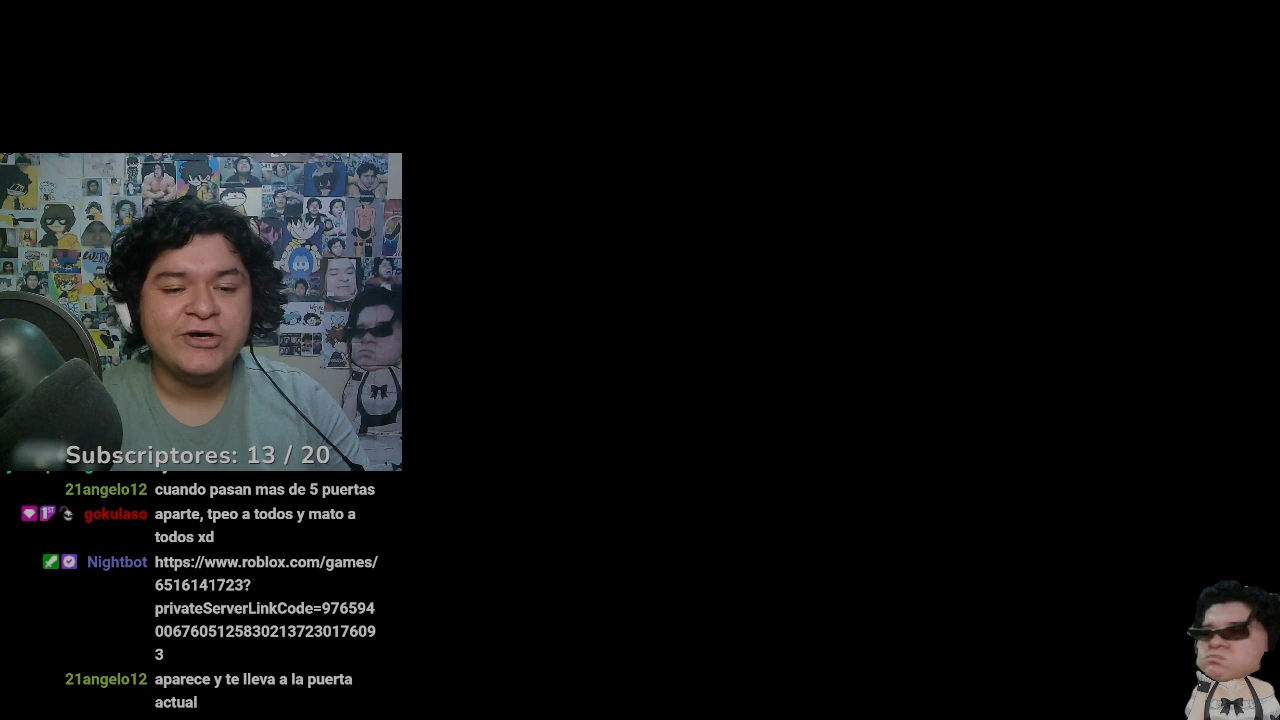 Subscriptores: 13 / 20
21angelo12 cuando pasan mas de 5 puertas
gokulaso aparte, tpeo a todos y mato a
todos xd
Nightbot https://www.roblox.com/games/
6516141723?
privateServerLinkCode=976594
0067605125830213723017609
3
21angelo12 aparece y te lleva a la puerta
actual